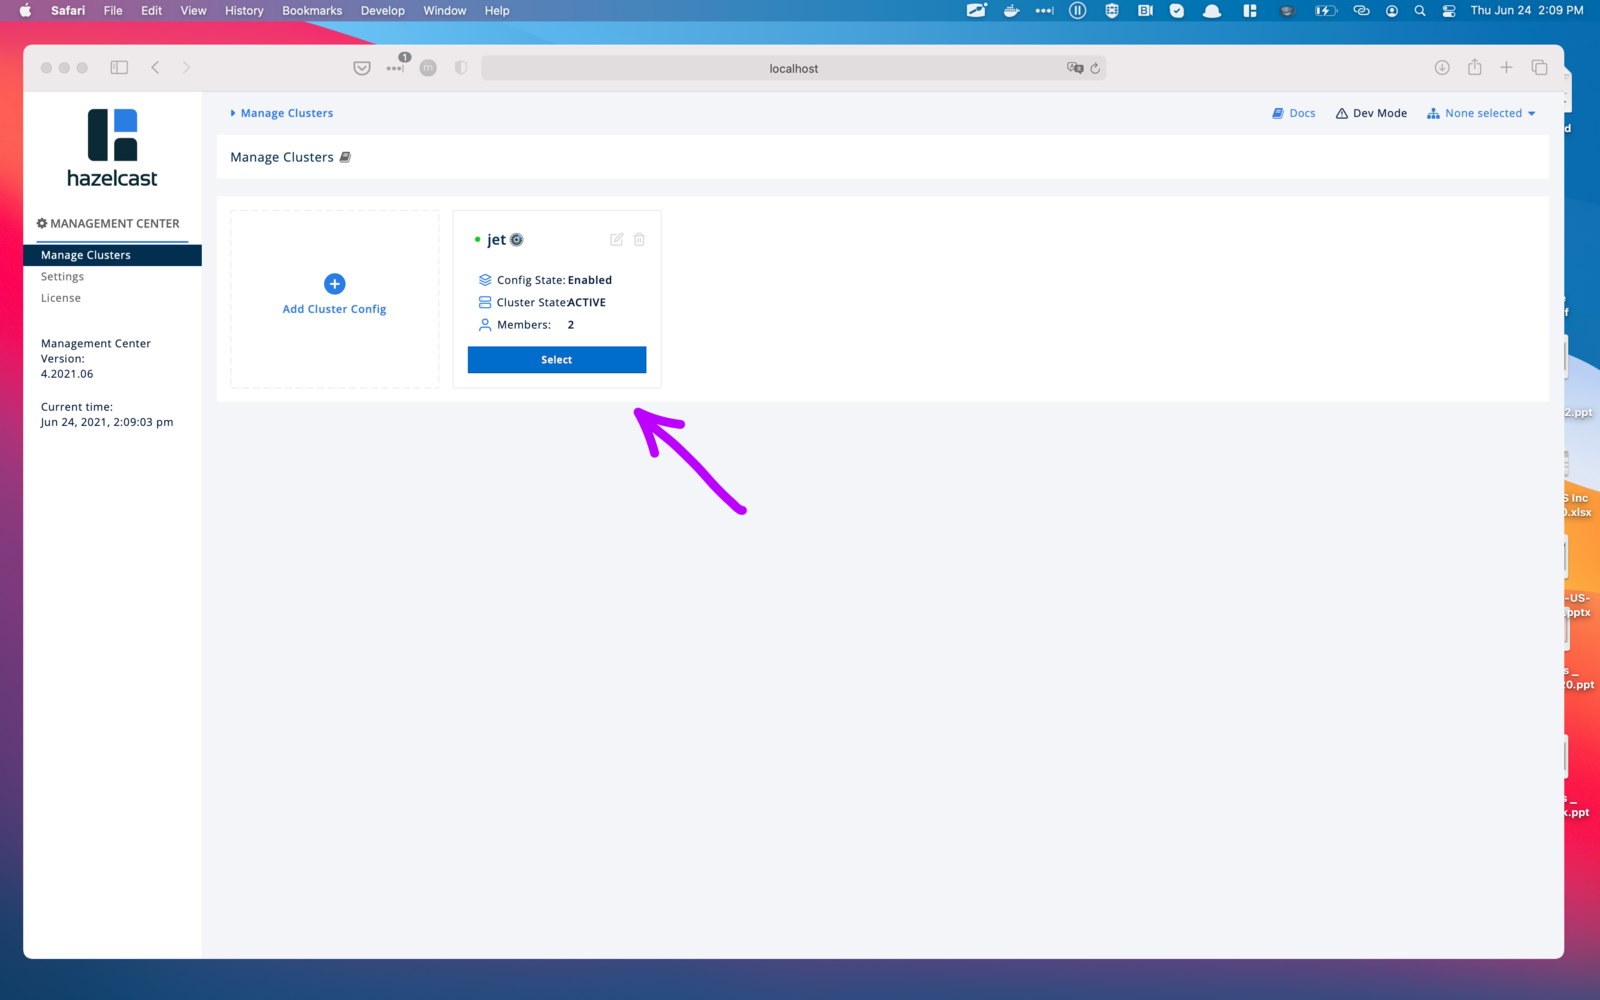 Safari File Edit View History Bookmarks Develop Window Help
Thu Jun 24 2:09 PM
1
m
localhost
hazelcast
Manage Clusters
Docs
Dev Mode
None selected
Manage Clusters
MANAGEMENT CENTER
Manage Clusters
Settings
License
Management Center
Version:
4.2021.06
Current time:
Jun 24, 2021, 2:09:03 pm
Add Cluster Config
jet
Config State: Enabled
Cluster State: ACTIVE
Members: 2
Select
d
f
2.ppt
S Inc
0.xlsx
-US-
.pptx
s _
20.ppt
s _
k.ppt